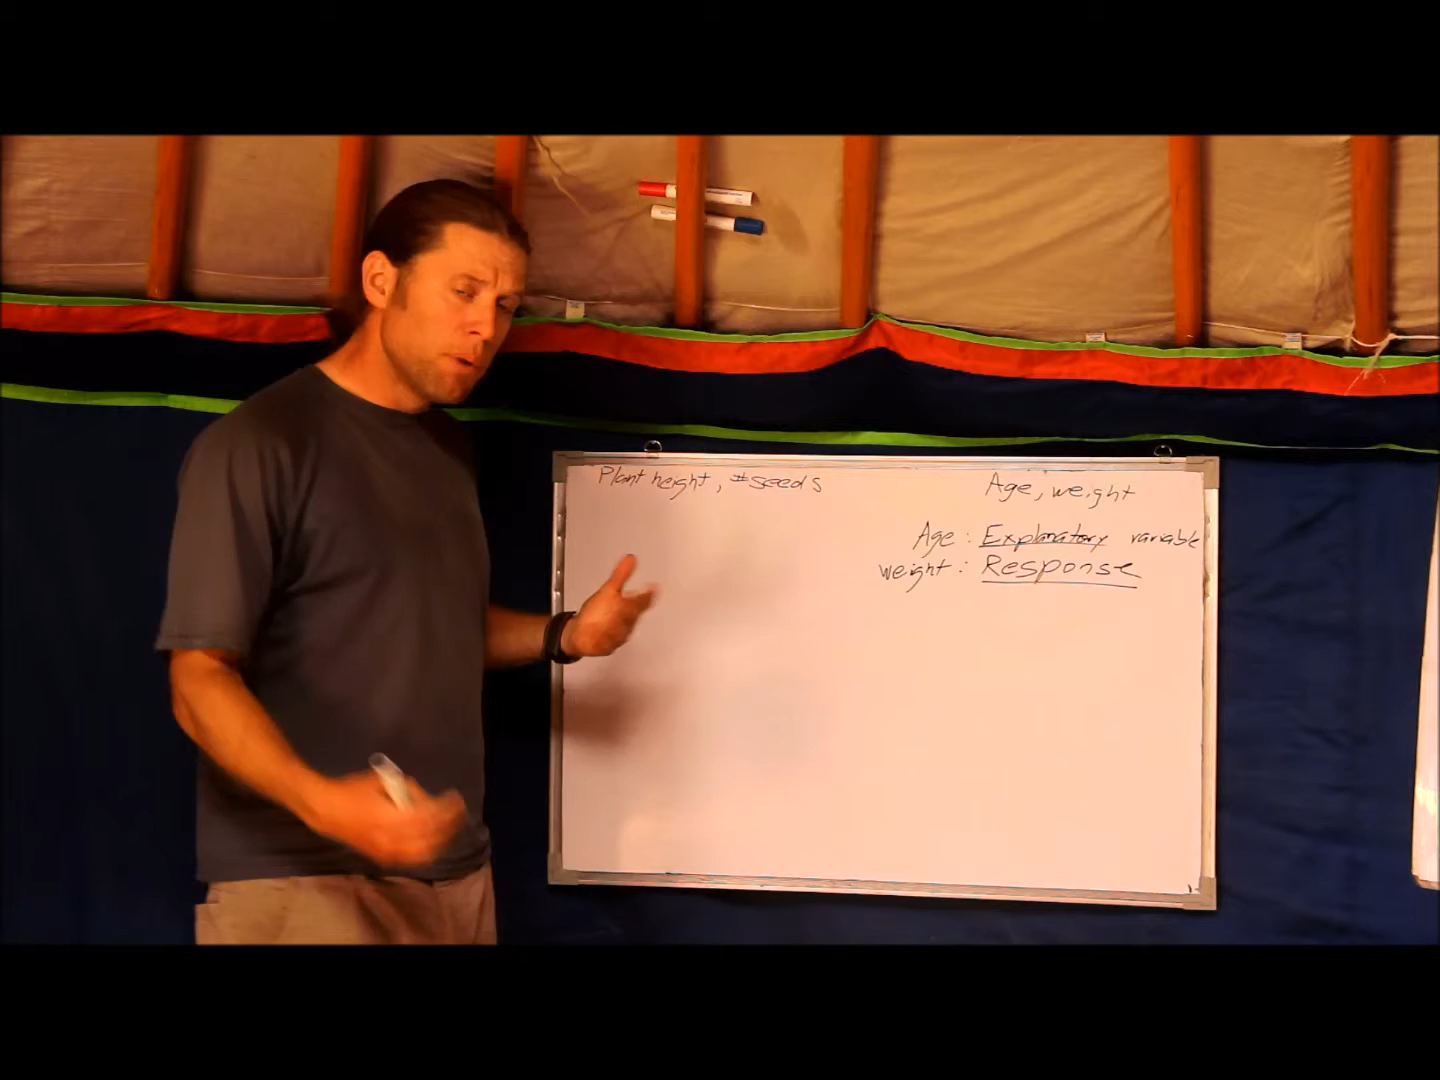 Plant height, #seeds
Age, weight
Age: Explanatory variable
weight: Response